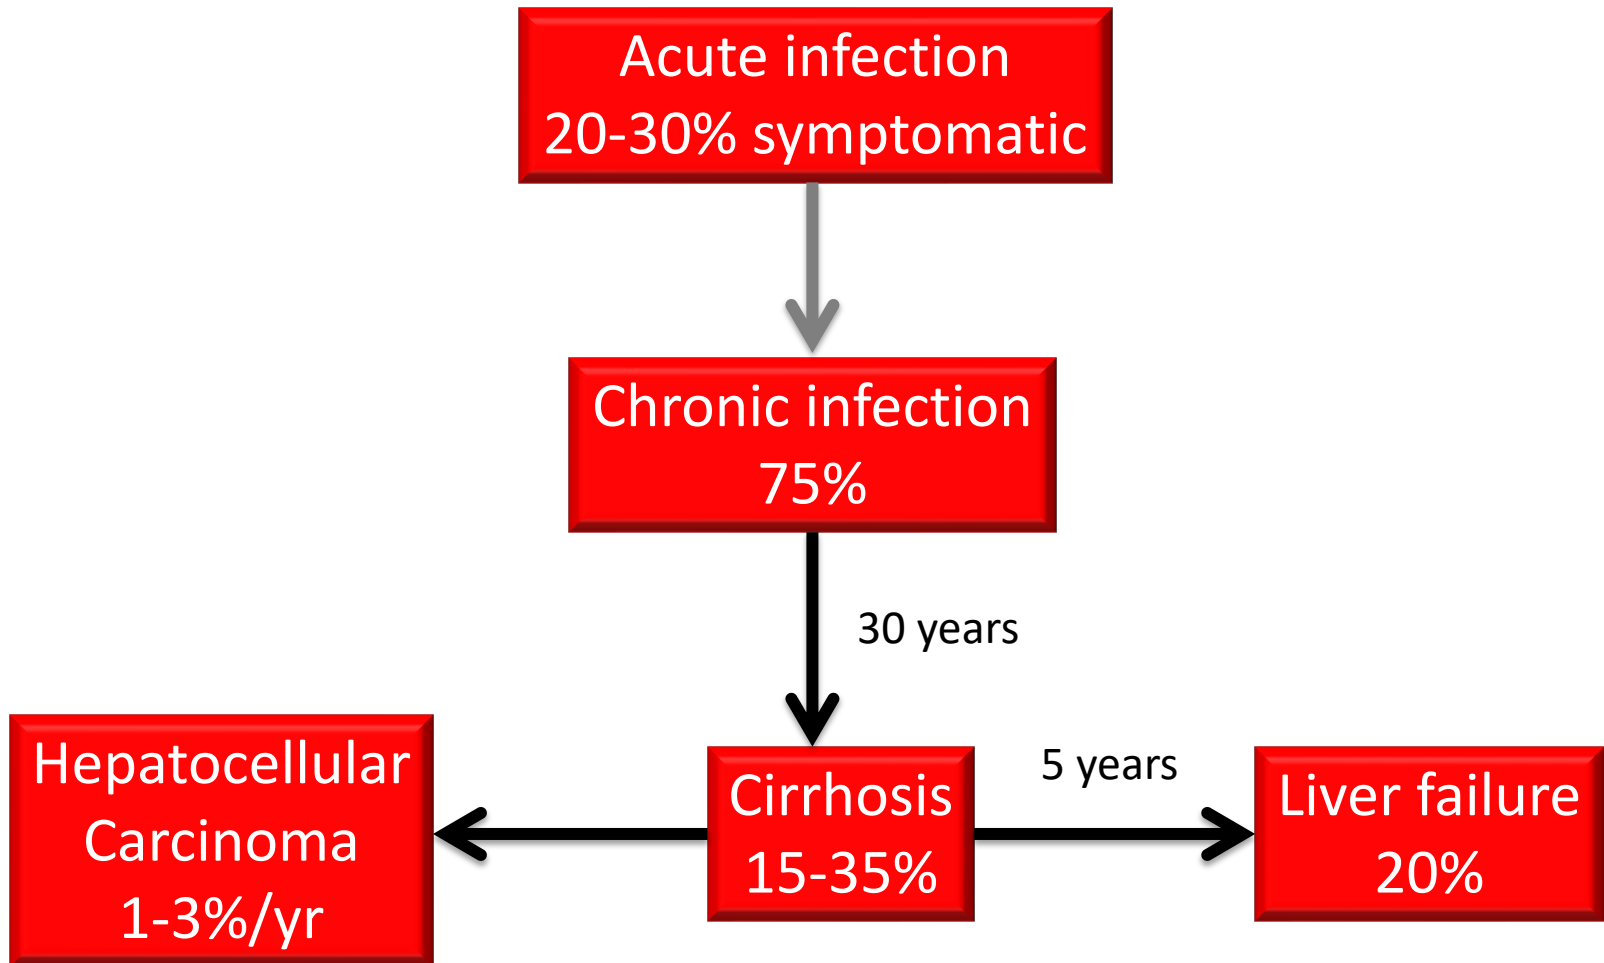 Acute infection
20-30% symptomatic
Chronic infection
75%
30 years
Hepatocellular
Carcinoma
1-3%/yr
Cirrhosis
15-35%
5 years
Liver failure
20%